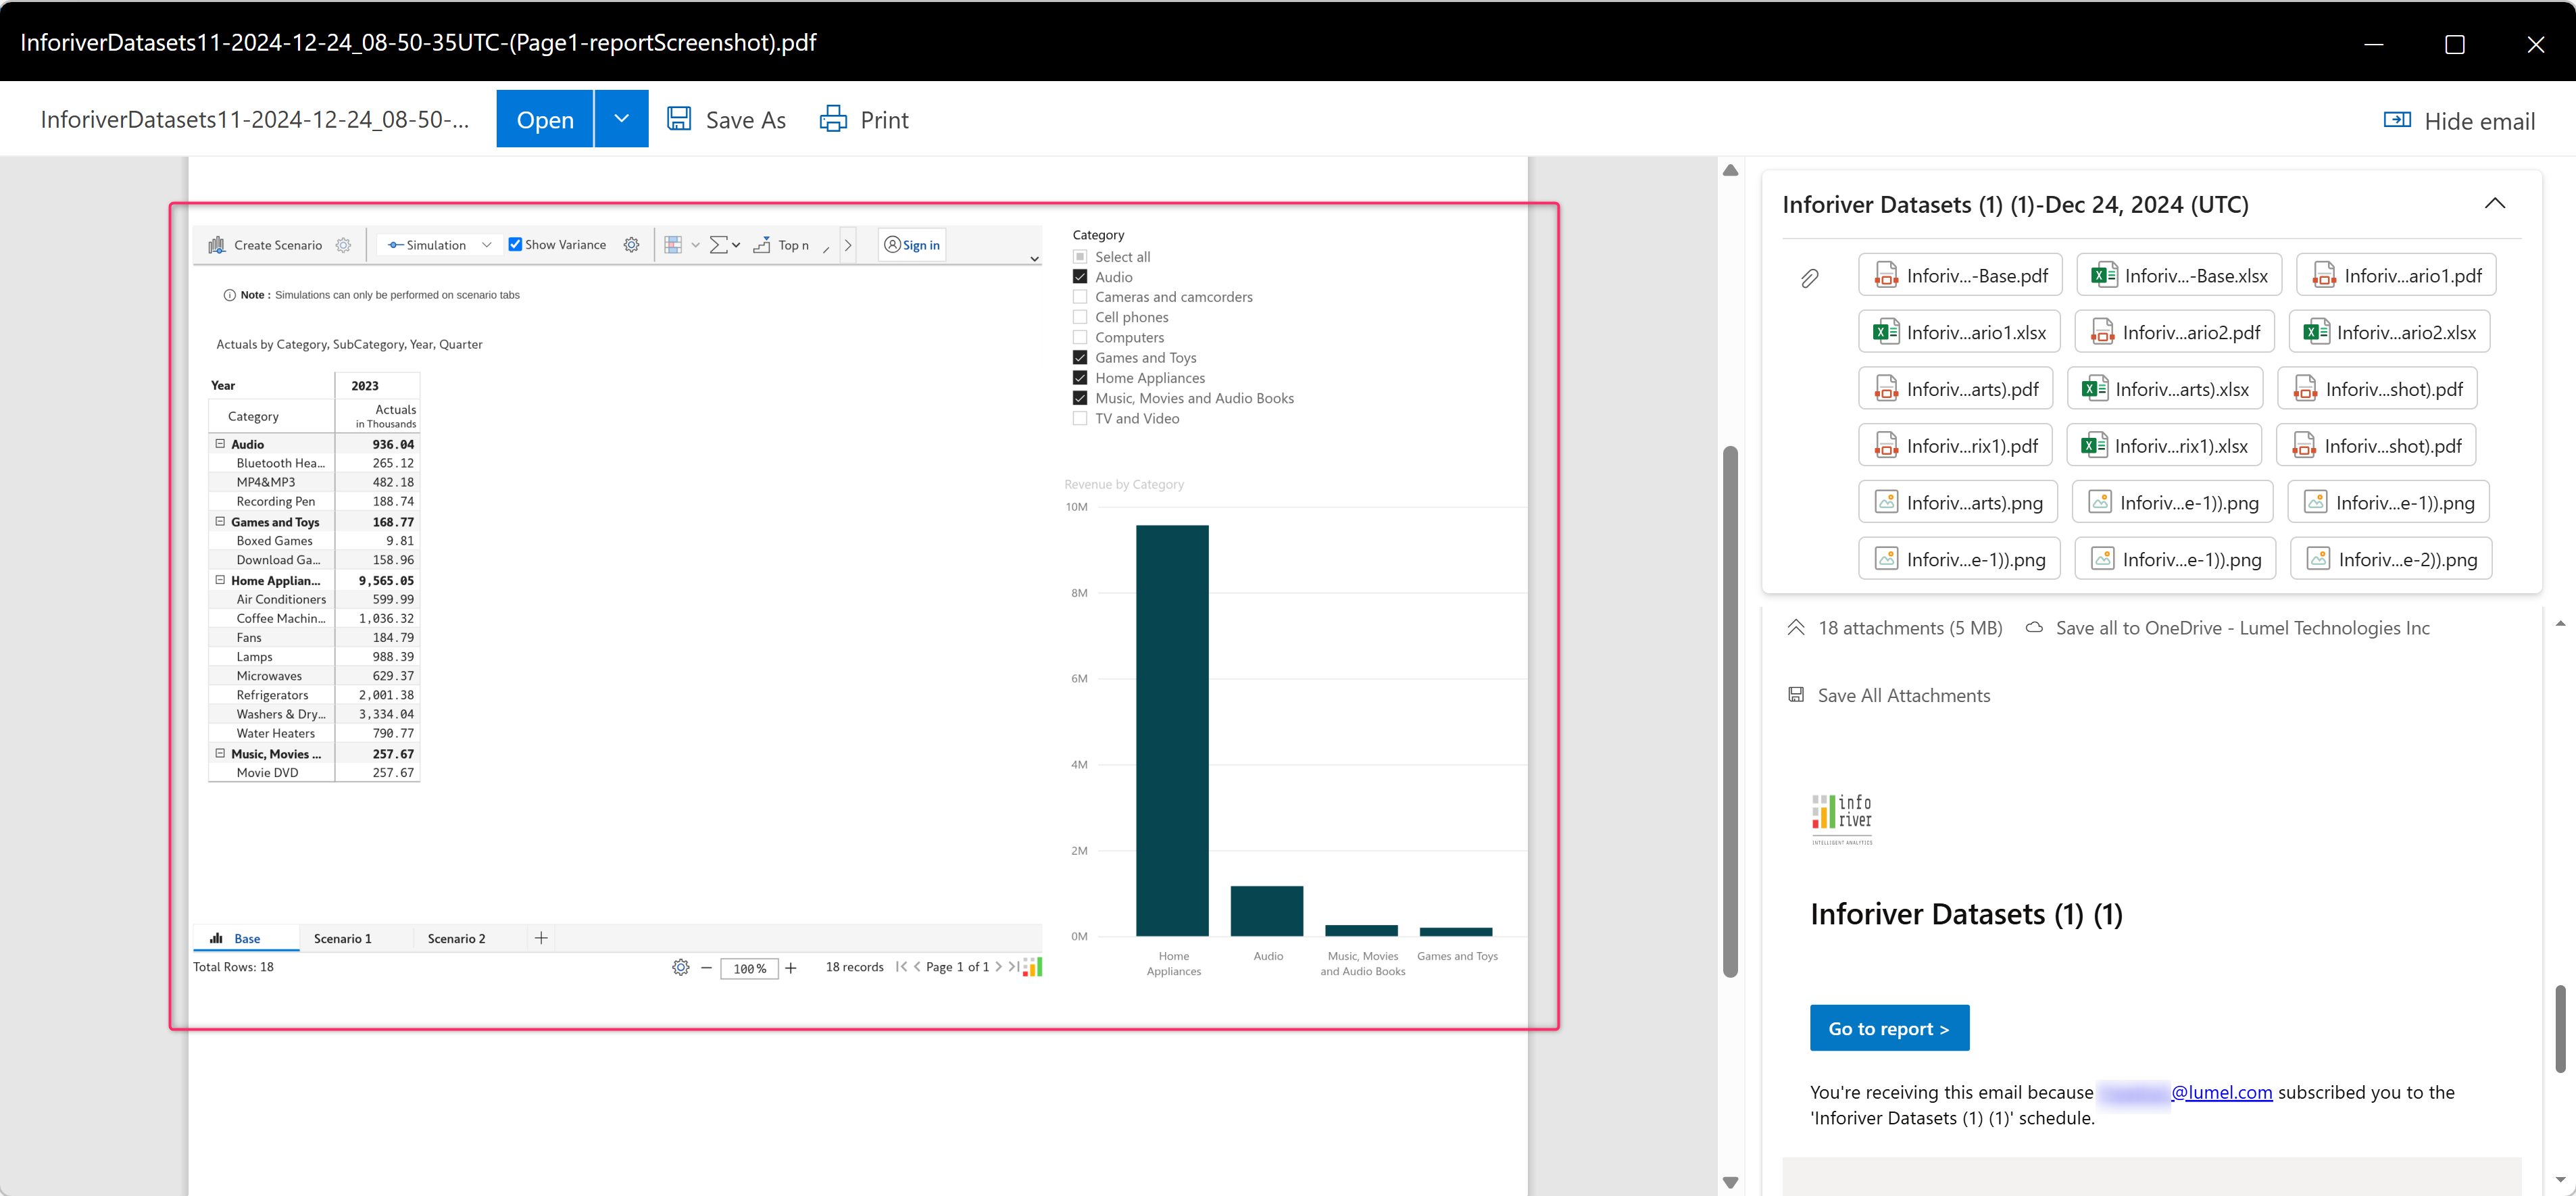 InforiverDatasets11-2024-12-24_08-50-35UTC-(Page1-reportScreenshot).pdf
InforiverDatasets11-2024-12-24_08-50-...
Open
Save As
Print
Hide email
Create Scenario
Simulation
Show Variance
Top n
Sign in
Note : Simulations can only be performed on scenario tabs
Actuals by Category, SubCategory, Year, Quarter
Year 2023
Category Actuals
in Thousands
Audio 936.04
Bluetooth Hea... 265.12
MP4&MP3 482.18
Recording Pen 188.74
Games and Toys 168.77
Boxed Games 9.81
Download Ga... 158.96
Home Applian... 9,565.05
Air Conditioners 599.99
Coffee Machin... 1,036.32
Fans 184.79
Lamps 988.39
Microwaves 629.37
Refrigerators 2,001.38
Washers & Dry... 3,334.04
Water Heaters 790.77
Music, Movies ... 257.67
Movie DVD 257.67
Base
Scenario 1
Scenario 2
Total Rows: 18
100 %
18 records
Page 1 of 1
Category
Select all
Audio
Cameras and camcorders
Cell phones
Computers
Games and Toys
Home Appliances
Music, Movies and Audio Books
TV and Video
Revenue by Category
10M
8M
6M
4M
2M
0M
Home
Appliances
Audio
Music, Movies
and Audio Books
Games and Toys
Inforiver Datasets (1) (1)-Dec 24, 2024 (UTC)
Inforiv...-Base.pdf
Inforiv...-Base.xlsx
Inforiv...ario1.pdf
Inforiv...ario1.xlsx
Inforiv...ario2.pdf
Inforiv...ario2.xlsx
Inforiv...arts).pdf
Inforiv...arts).xlsx
Inforiv...shot).pdf
Inforiv...rix1).pdf
Inforiv...rix1).xlsx
Inforiv...shot).pdf
Inforiv...arts).png
Inforiv...e-1)).png
Inforiv...e-1)).png
Inforiv...e-1)).png
Inforiv...e-1)).png
Inforiv...e-2)).png
18 attachments (5 MB)
Save all to OneDrive - Lumel Technologies Inc
Save All Attachments
info
river
INTELLIGENT ANALYTICS
Inforiver Datasets (1) (1)
Go to report >
You're receiving this email because @lumel.com subscribed you to the
'Inforiver Datasets (1) (1)' schedule.